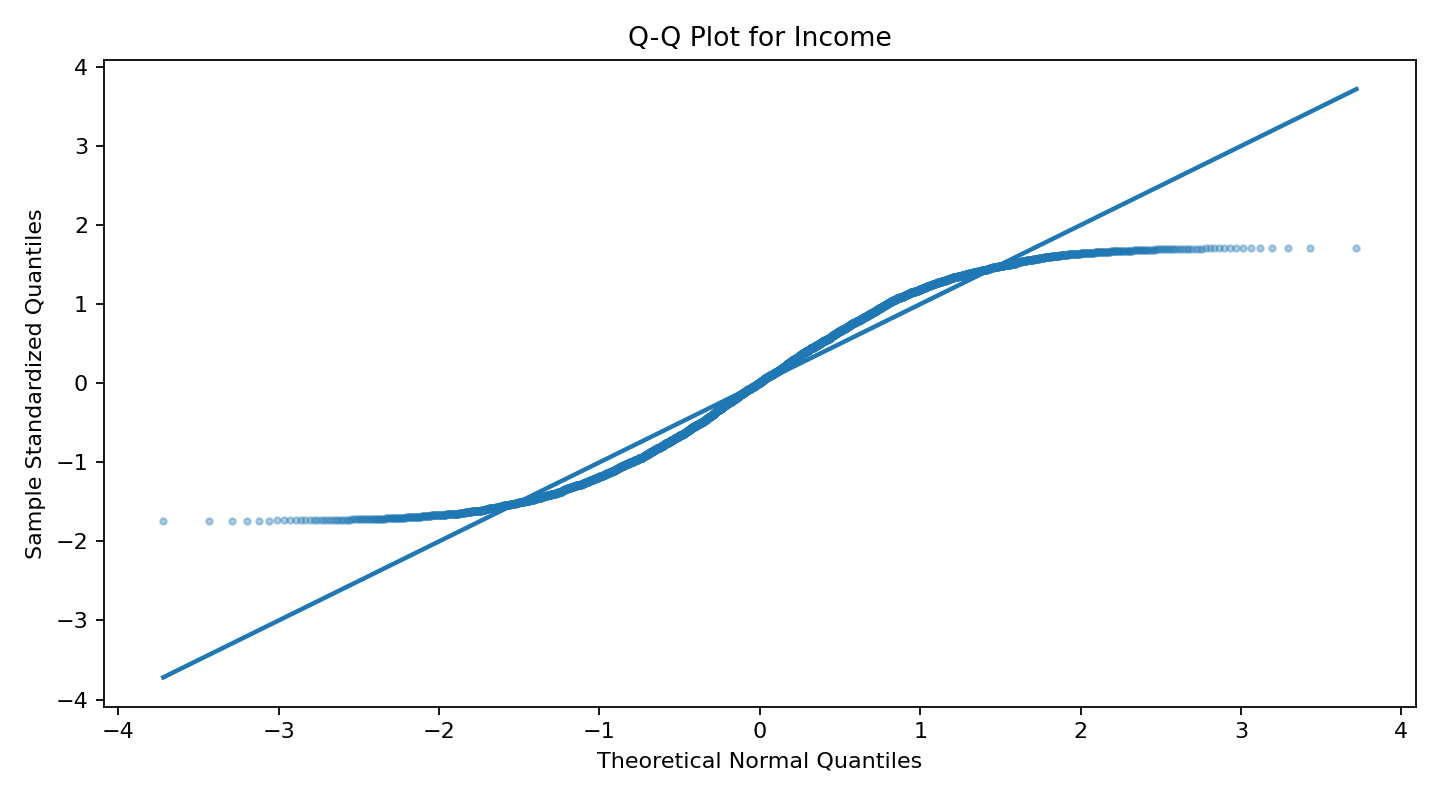 Q-Q Plot for Income
4
3
2
1
0
−1
−2
−3
−4
Sample Standardized Quantiles
−4 −3 −2 −1 0 1 2 3 4
Theoretical Normal Quantiles